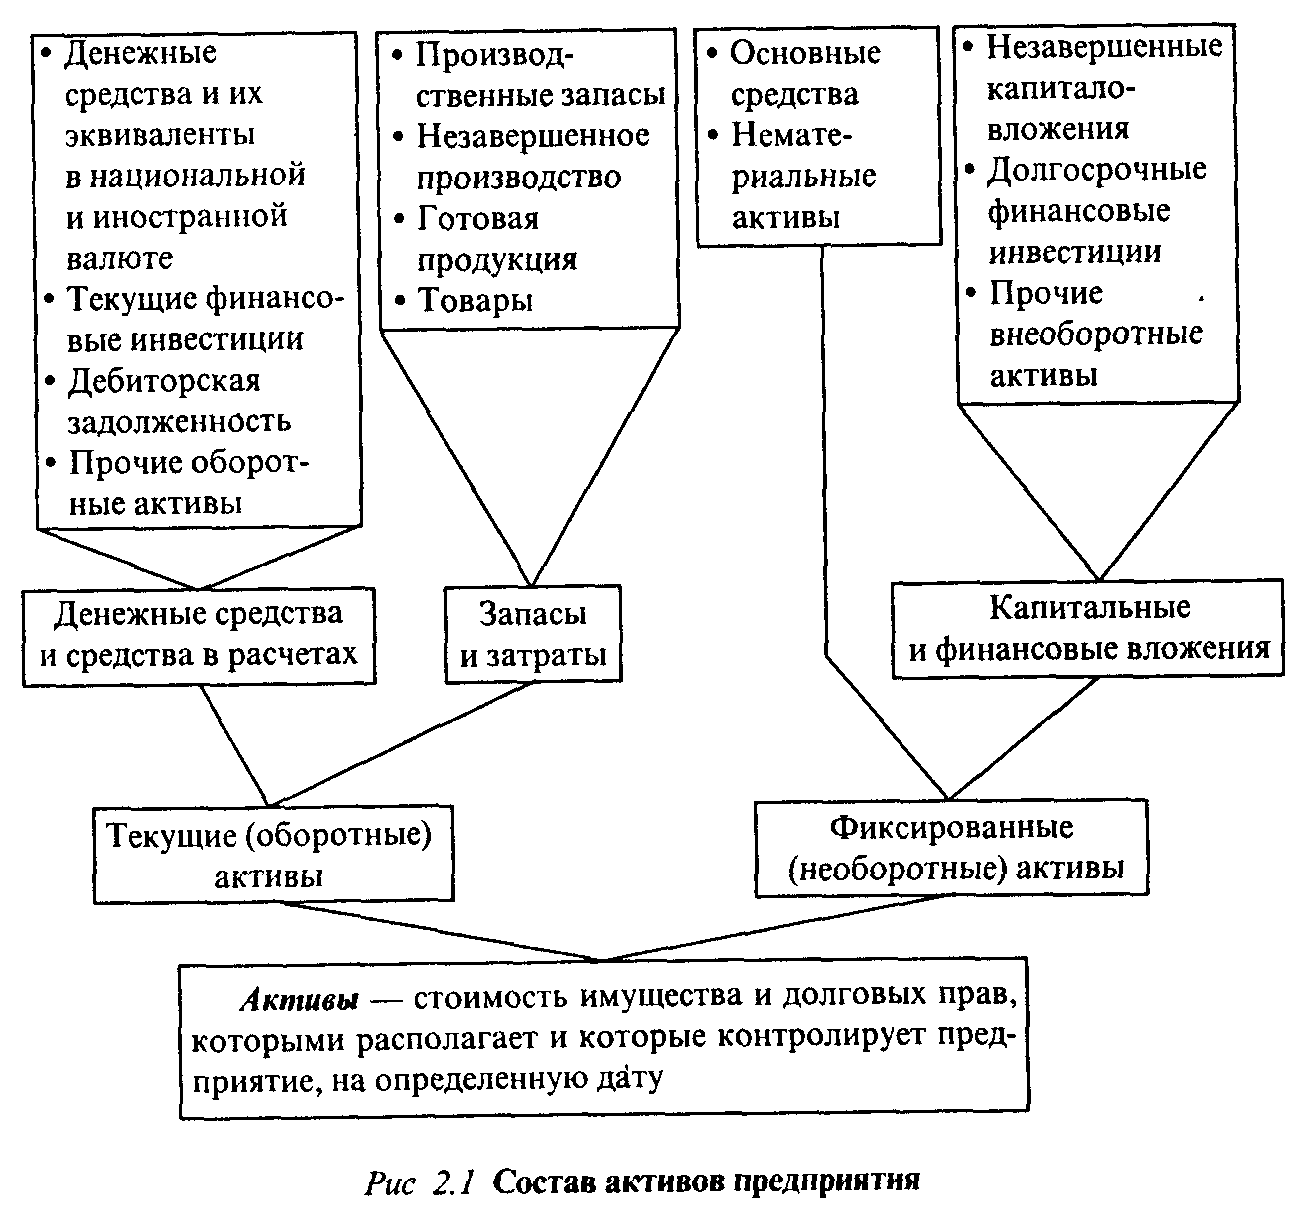 • Денежные
средства и их
эквиваленты
в национальной
и иностранной
валюте
• Текущие финансо-
вые инвестиции
• Дебиторская
задолженность
• Прочие оборот-
ные активы
• Производ-
ственные запасы
• Незавершенное
производство
• Готовая
продукция
• Товары
• Основные
средства
• Немате-
риальные
активы
• Незавершенные
капитало-
вложения
• Долгосрочные
финансовые
инвестиции
• Прочие
внеоборотные
активы
Денежные средства
и средства в расчетах
Запасы
и затраты
Капитальные
и финансовые вложения
Текущие (оборотные)
активы
Фиксированные
(необоротные) активы
Активы — стоимость имущества и долговых прав,
которыми располагает и которые контролирует пред-
приятие, на определенную дату
Рис 2.1 Состав активов предприятия